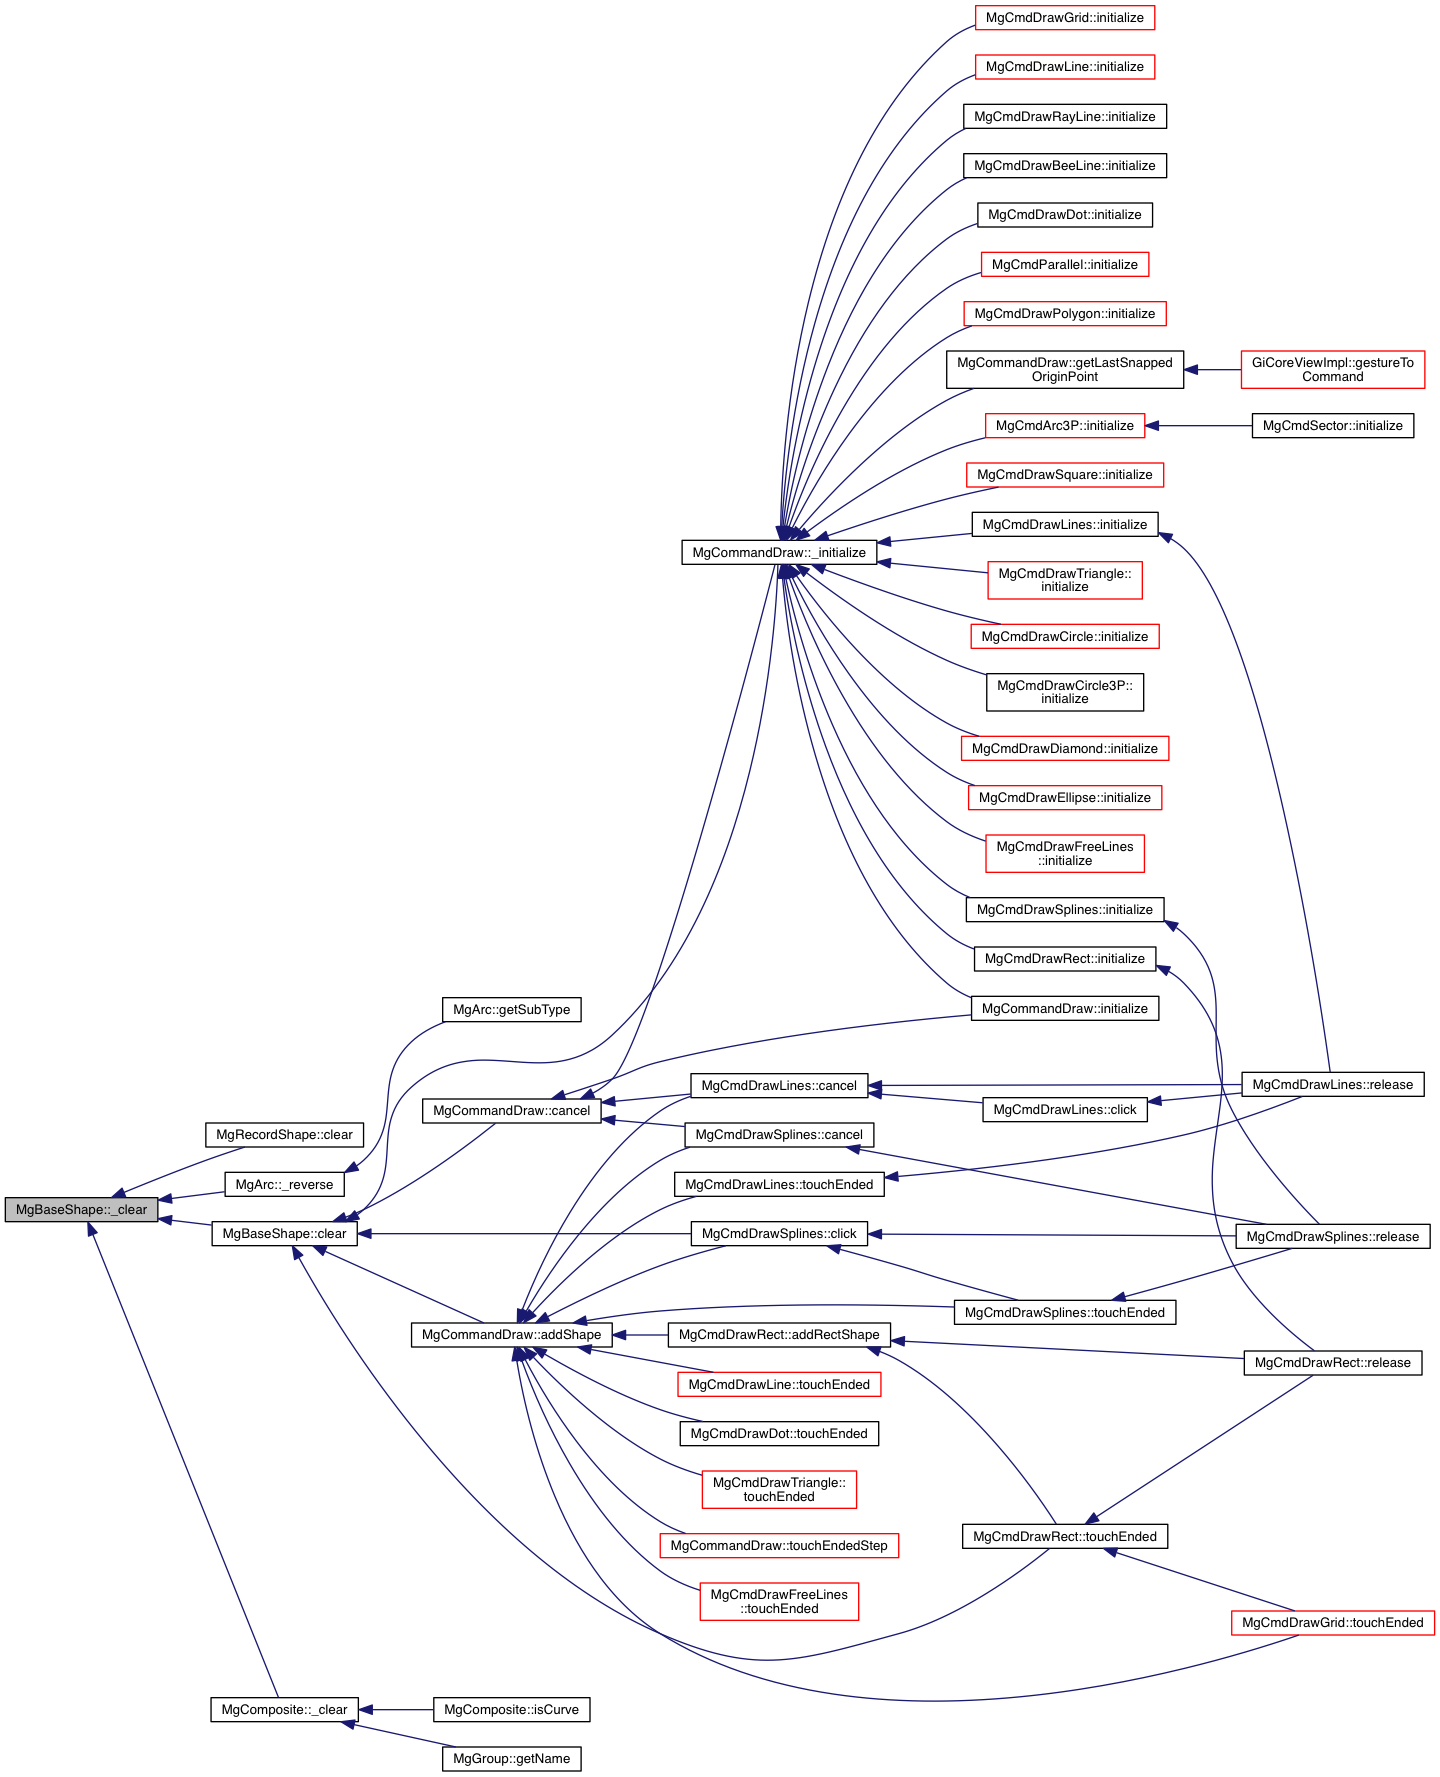 MgCmdDrawGrid::initialize
MgCmdDrawLine::initialize
MgCmdDrawRayLine::initialize
MgCmdDrawBeeLine::initialize
MgCmdDrawDot::initialize
MgCmdParallel::initialize
MgCmdDrawPolygon::initialize
MgCommandDraw::getLastSnapped
OriginPoint
GiCoreViewImpl::gestureTo
Command
MgCmdArc3P::initialize
MgCmdSector::initialize
MgCmdDrawSquare::initialize
MgCmdDrawLines::initialize
MgCommandDraw::_initialize
MgCmdDrawTriangle::
initialize
MgCmdDrawCircle::initialize
MgCmdDrawCircle3P::
initialize
MgCmdDrawDiamond::initialize
MgCmdDrawEllipse::initialize
MgCmdDrawFreeLines
::initialize
MgCmdDrawSplines::initialize
MgCmdDrawRect::initialize
MgArc::getSubType
MgCommandDraw::initialize
MgCmdDrawLines::cancel
MgCmdDrawLines::release
MgCommandDraw::cancel
MgCmdDrawLines::click
MgRecordShape::clear
MgCmdDrawSplines::cancel
MgArc::_reverse
MgCmdDrawLines::touchEnded
MgBaseShape::_clear
MgBaseShape::clear
MgCmdDrawSplines::click
MgCmdDrawSplines::release
MgCmdDrawSplines::touchEnded
MgCommandDraw::addShape
MgCmdDrawRect::addRectShape
MgCmdDrawRect::release
MgCmdDrawLine::touchEnded
MgCmdDrawDot::touchEnded
MgCmdDrawTriangle::
touchEnded
MgCmdDrawRect::touchEnded
MgCommandDraw::touchEndedStep
MgCmdDrawFreeLines
::touchEnded
MgCmdDrawGrid::touchEnded
MgComposite::_clear
MgComposite::isCurve
MgGroup::getName